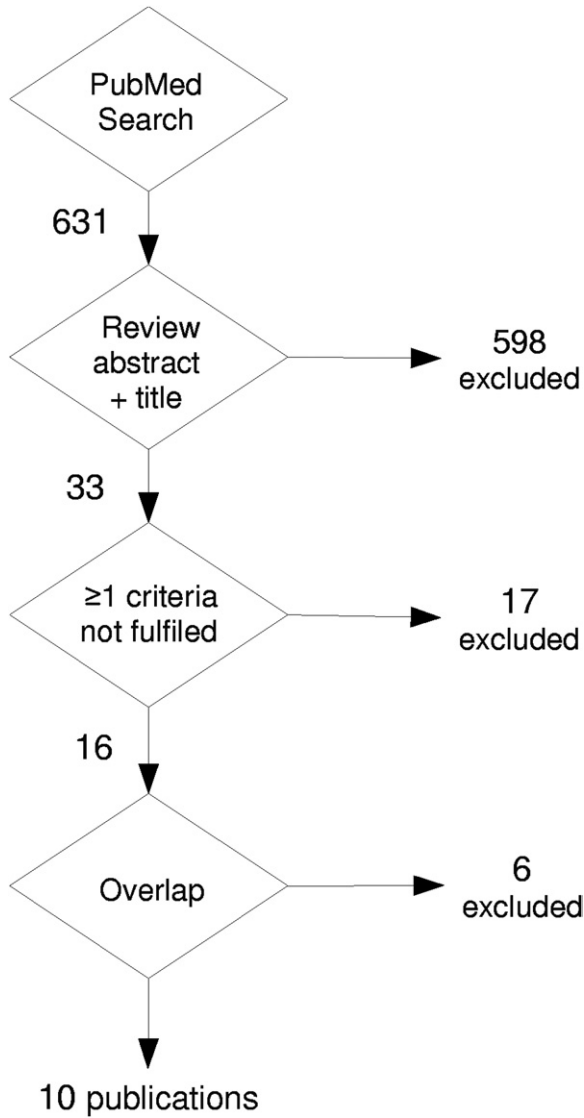 PubMed
Search
631
Review
abstract
+ title
598
excluded
33
≥1 criteria
not fulfiled
17
excluded
16
Overlap
6
excluded
10 publications